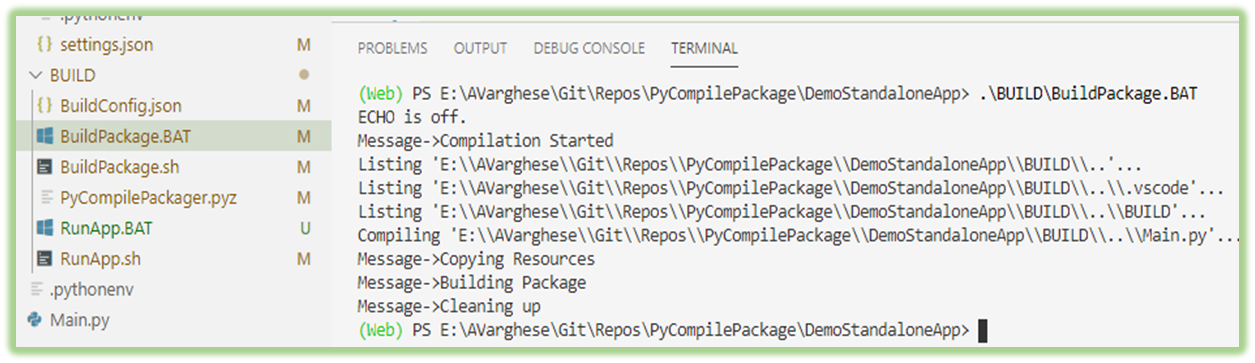 .pythonenv
{} settings.json M
BUILD
{} BuildConfig.json M
BuildPackage.BAT M
BuildPackage.sh M
PyCompilePackager.pyz M
RunApp.BAT U
RunApp.sh M
.pythonenv
Main.py
PROBLEMS OUTPUT DEBUG CONSOLE TERMINAL
(Web) PS E:\AVarghese\Git\Repos\PyCompilePackage\DemoStandaloneApp> .\BUILD\BuildPackage.BAT
ECHO is off.
Message->Compilation Started
Listing 'E:\\AVarghese\\Git\\Repos\\PyCompilePackage\\DemoStandaloneApp\\BUILD\\..'...
Listing 'E:\\AVarghese\\Git\\Repos\\PyCompilePackage\\DemoStandaloneApp\\BUILD\\..\\.vscode'...
Listing 'E:\\AVarghese\\Git\\Repos\\PyCompilePackage\\DemoStandaloneApp\\BUILD\\..\\BUILD'...
Compiling 'E:\\AVarghese\\Git\\Repos\\PyCompilePackage\\DemoStandaloneApp\\BUILD\\..\\Main.py'...
Message->Copying Resources
Message->Building Package
Message->Cleaning up
(Web) PS E:\AVarghese\Git\Repos\PyCompilePackage\DemoStandaloneApp>